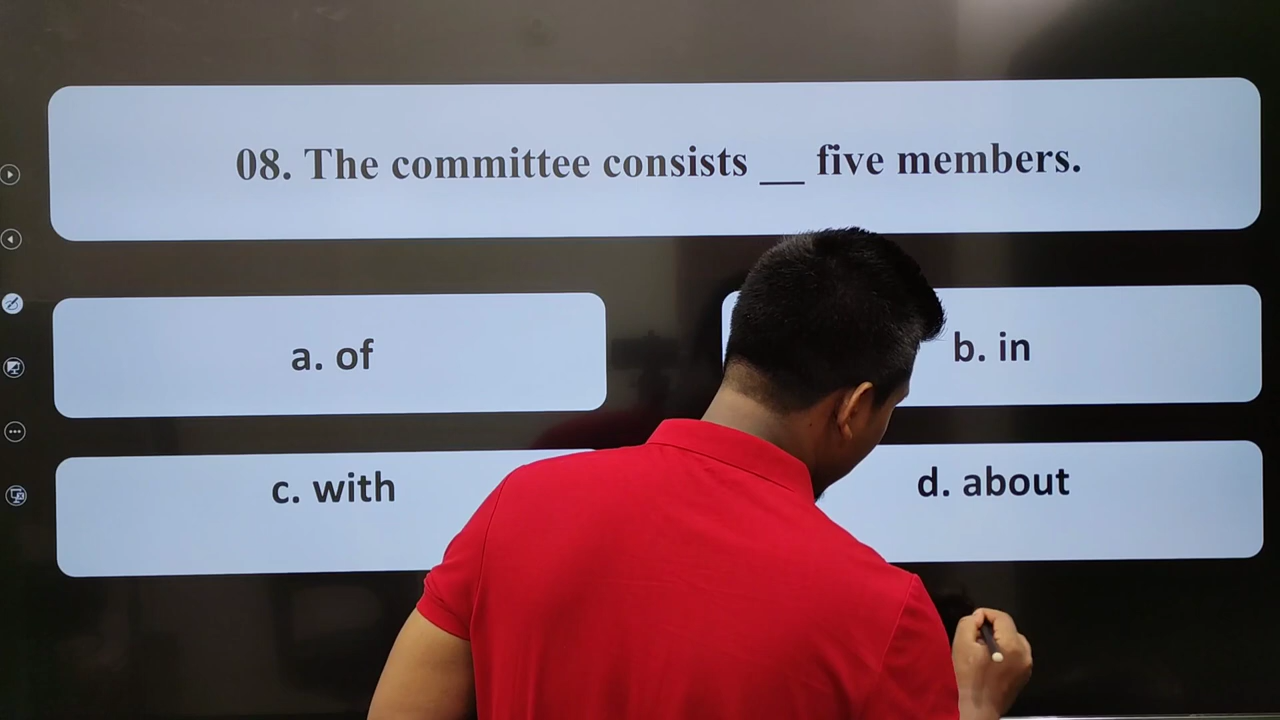 08. The committee consists __ five members.
a. of
b. in
c. with
d. about